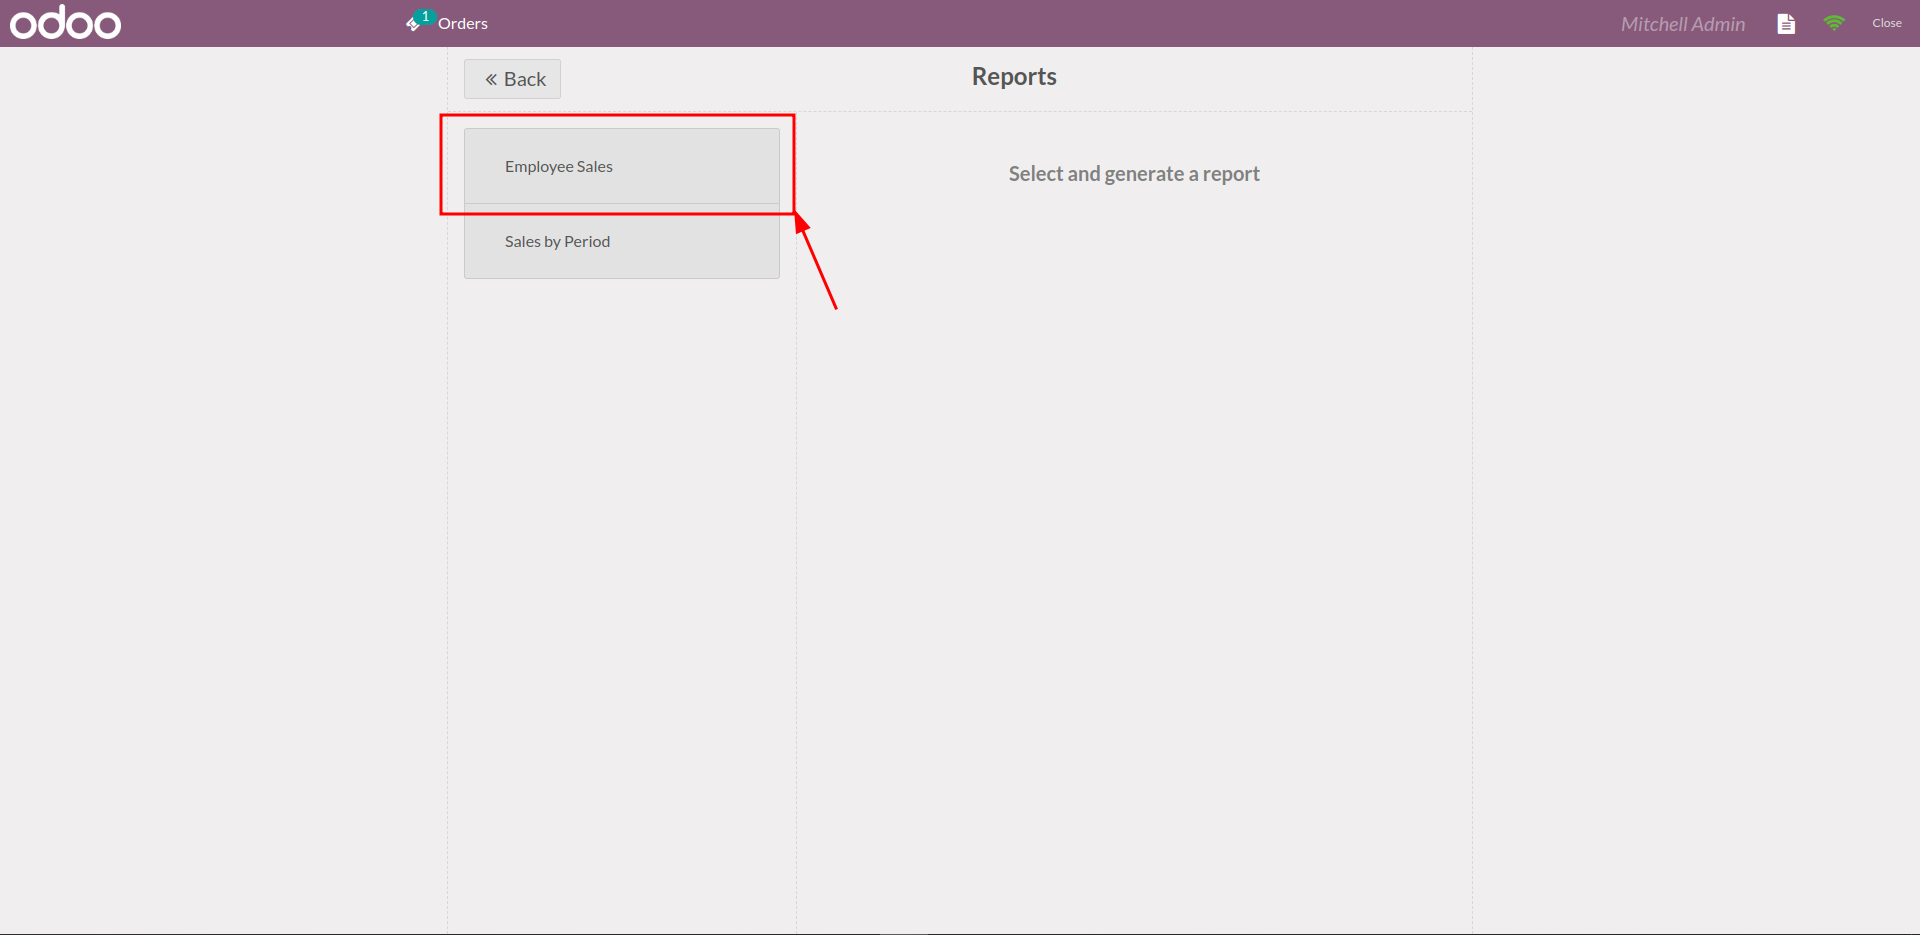 odoo
1 Orders
Mitchell Admin
Close
« Back
Reports
Employee Sales
Select and generate a report
Sales by Period